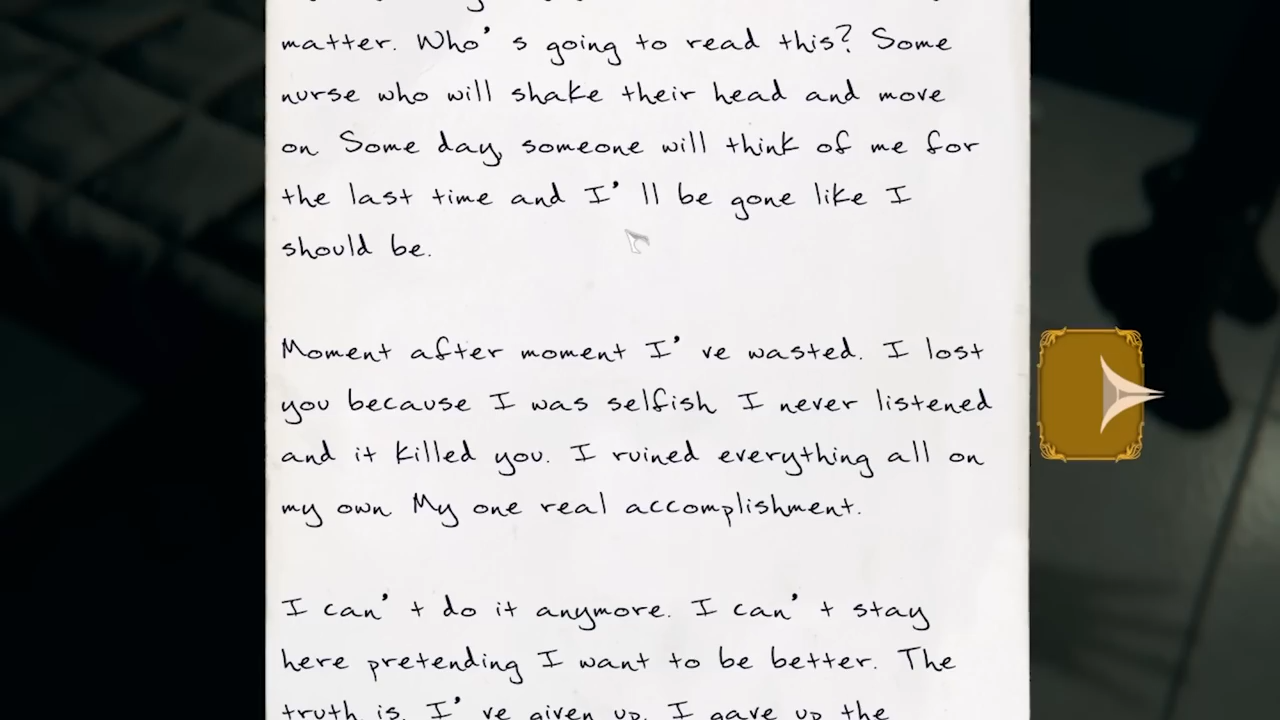 matter. Who's going to read this? Some
nurse who will shake their head and move
on Some day, someone will think of me for
the last time and I'll be gone like I
should be.
Moment after moment I've wasted. I lost
you because I was selfish I never listened
and it killed you. I ruined everything all on
my own My one real accomplishment.
I can't do it anymore. I can't stay
here pretending I want to be better. The
truth is, I've given up. I gave up the